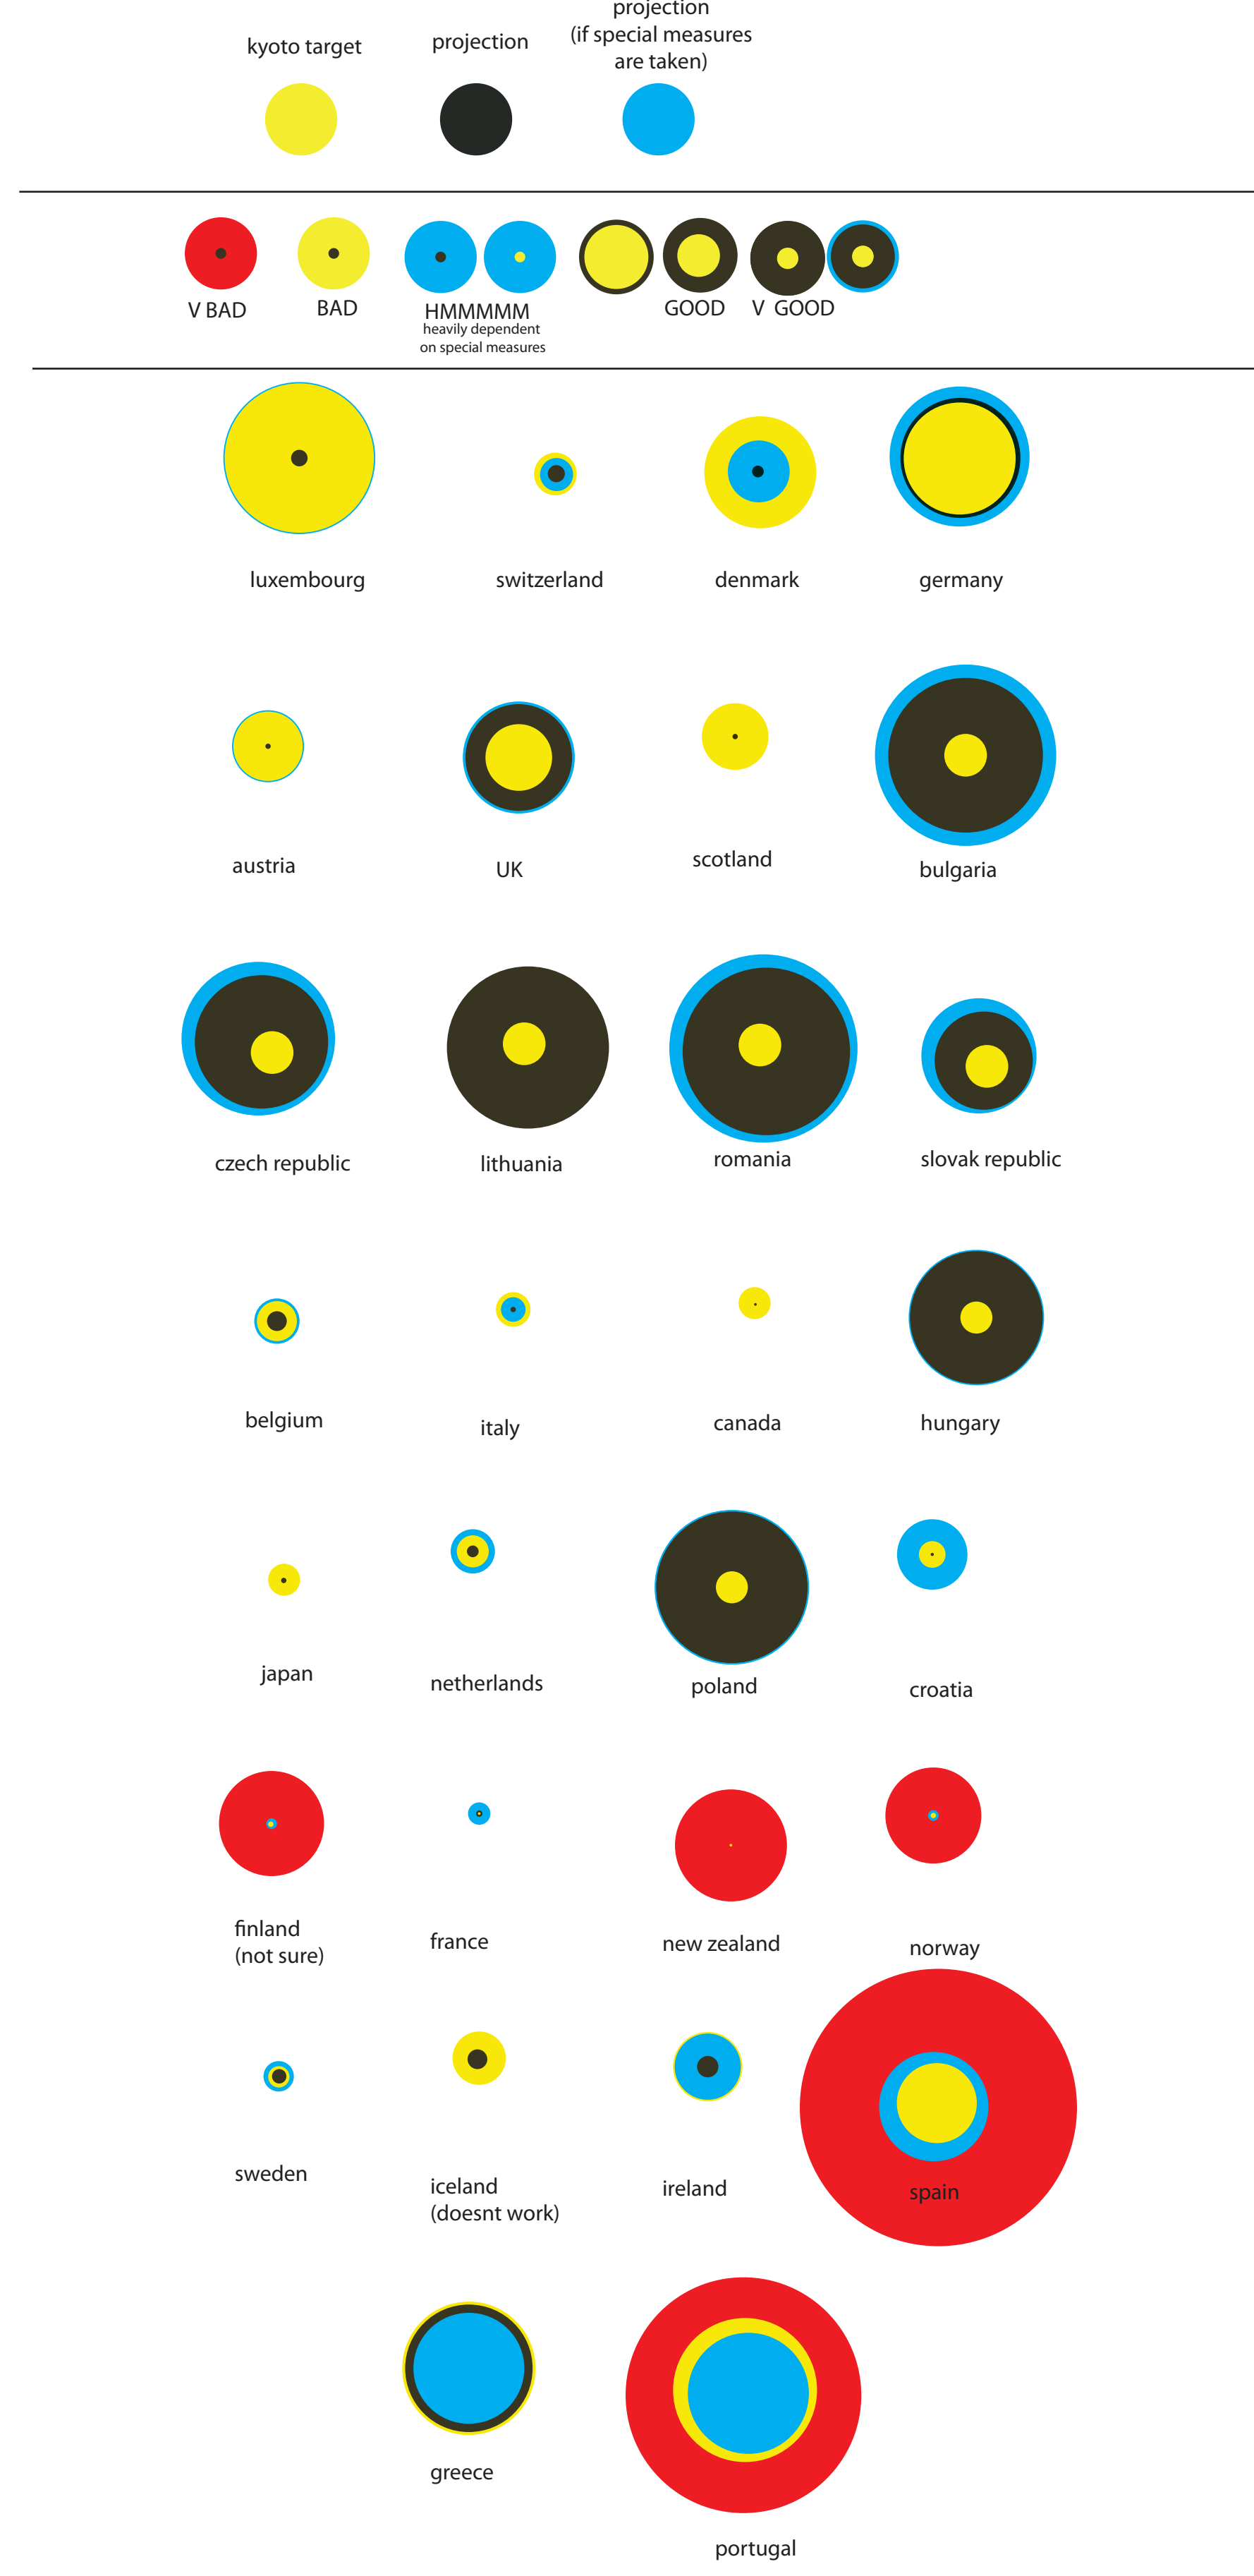 kyoto target
projection
projection
(if special measures
are taken)
V BAD
BAD
HMMMMM
heavily dependent
on special measures
GOOD
V GOOD
luxembourg
switzerland
denmark
germany
austria
UK
scotland
bulgaria
czech republic
lithuania
romania
slovak republic
belgium
italy
canada
hungary
japan
netherlands
poland
croatia
finland
(not sure)
france
new zealand
norway
sweden
iceland
(doesnt work)
ireland
spain
greece
portugal